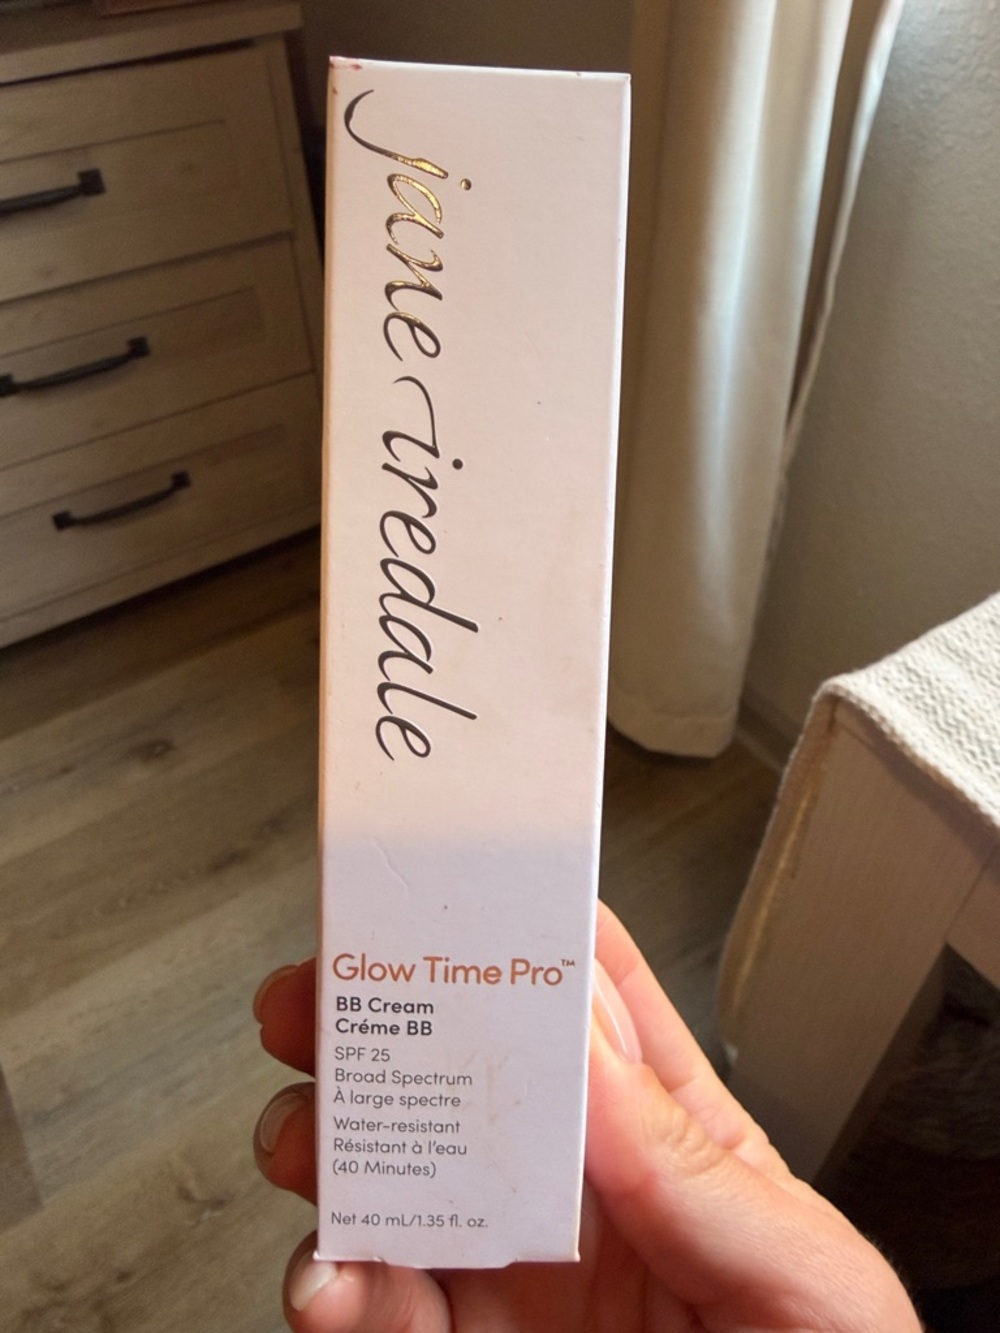 jane iredale
Glow Time Pro™
BB Cream
Créme BB
SPF 25
Broad Spectrum
À large spectre
Water-resistant
Résistant à l'eau
(40 Minutes)
Net 40 mL/1.35 fl. oz.